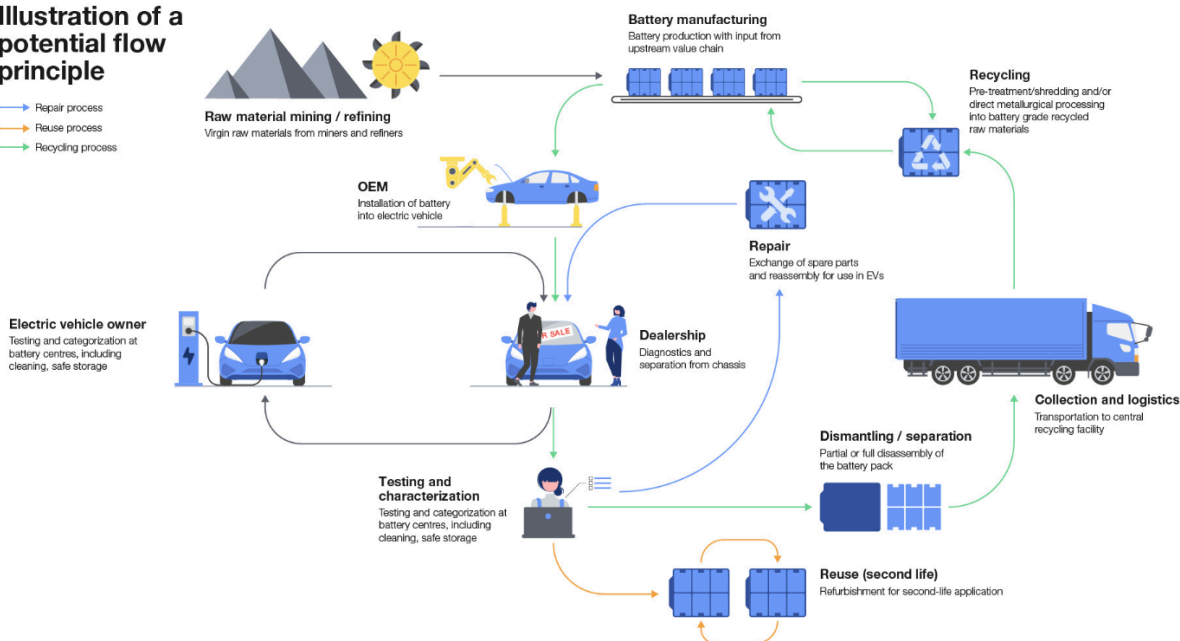 Illustration of a
potential flow
principle
Repair process
Reuse process
Recycling process
Raw material mining / refining
Virgin raw materials from miners and refiners
Battery manufacturing
Battery production with input from
upstream value chain
Recycling
Pre-treatment/shredding and/or
direct metallurgical processing
into battery grade recycled
raw materials
OEM
Installation of battery
into electric vehicle
Repair
Exchange of spare parts
and reassembly for use in EVs
Electric vehicle owner
Testing and categorization at
battery centres, including
cleaning, safe storage
R SALE
Dealership
Diagnostics and
separation from chassis
Collection and logistics
Transportation to central
recycling facility
Dismantling / separation
Partial or full disassembly of
the battery pack
Testing and
characterization
Testing and categorization at
battery centres, including
cleaning, safe storage
Reuse (second life)
Refurbishment for second-life application